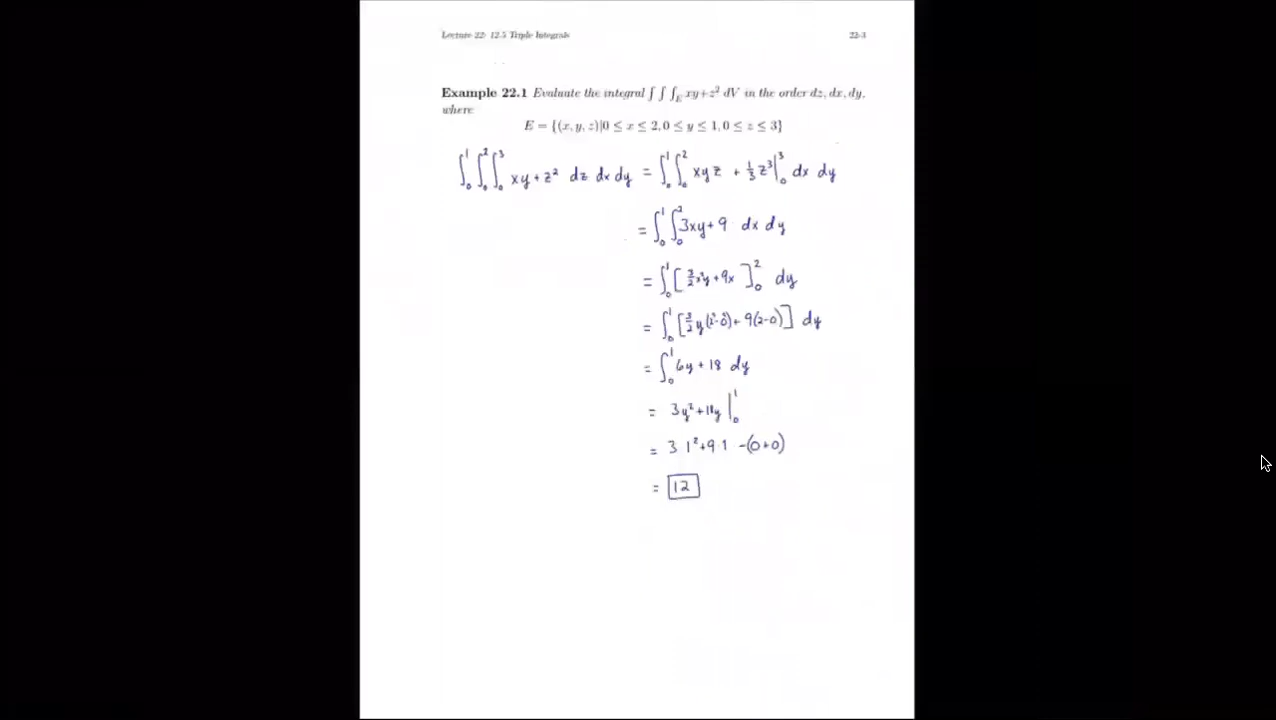 Lecture 22: 12.5 Triple Integrals 22-3
Example 22.1 Evaluate the integral ∫ ∫ ∫_E xy+z² dV in the order dz, dx, dy,
where
E = {(x, y, z)|0 ≤ x ≤ 2, 0 ≤ y ≤ 1, 0 ≤ z ≤ 3}
∫₀¹ ∫₀² ∫₀³ xy + z² dz dx dy = ∫₀¹ ∫₀² xyz + ⅓ z³ |₀³ dx dy
= ∫₀¹ ∫₀² 3xy + 9 dx dy
= ∫₀¹ [ 3/2 x²y + 9x ]₀² dy
= ∫₀¹ [ 3/2 y(2²-0²) + 9(2-0) ] dy
= ∫₀¹ 6y + 18 dy
= 3y² + 18y |₀¹
= 3 1² + 9 1 -(0+0)
= 12